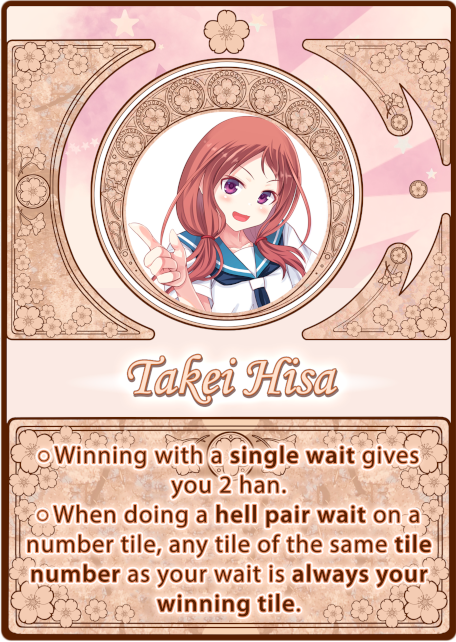 Takei Hisa
○Winning with a single wait gives
you 2 han.
○When doing a hell pair wait on a
number tile, any tile of the same tile
number as your wait is always your
winning tile.